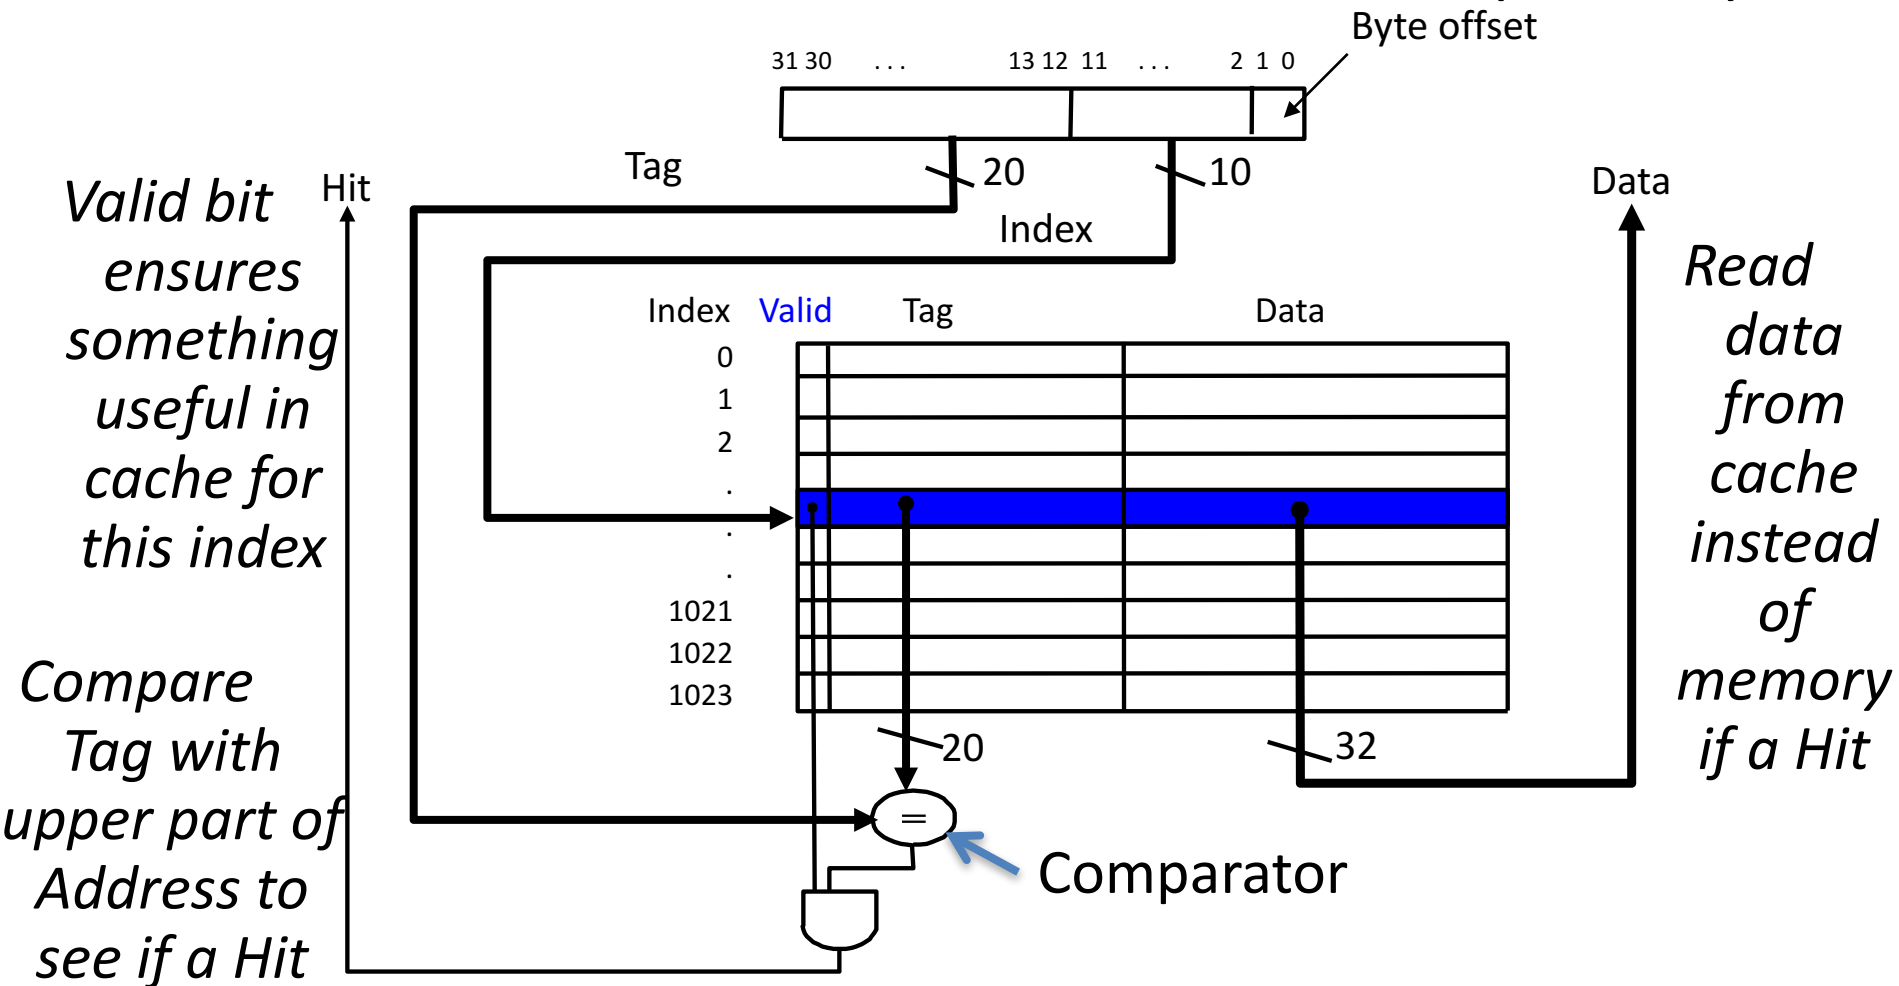 Byte offset
31 30 . . . 13 12 11 . . . 2 1 0
Tag
20
10
Hit
Data
Index
Valid bit
ensures
something
useful in
cache for
this index
Compare
Tag with
upper part of
Address to
see if a Hit
Index Valid Tag Data
0
1
2
.
.
.
1021
1022
1023
20
32
=
Comparator
Read
data
from
cache
instead
of
memory
if a Hit